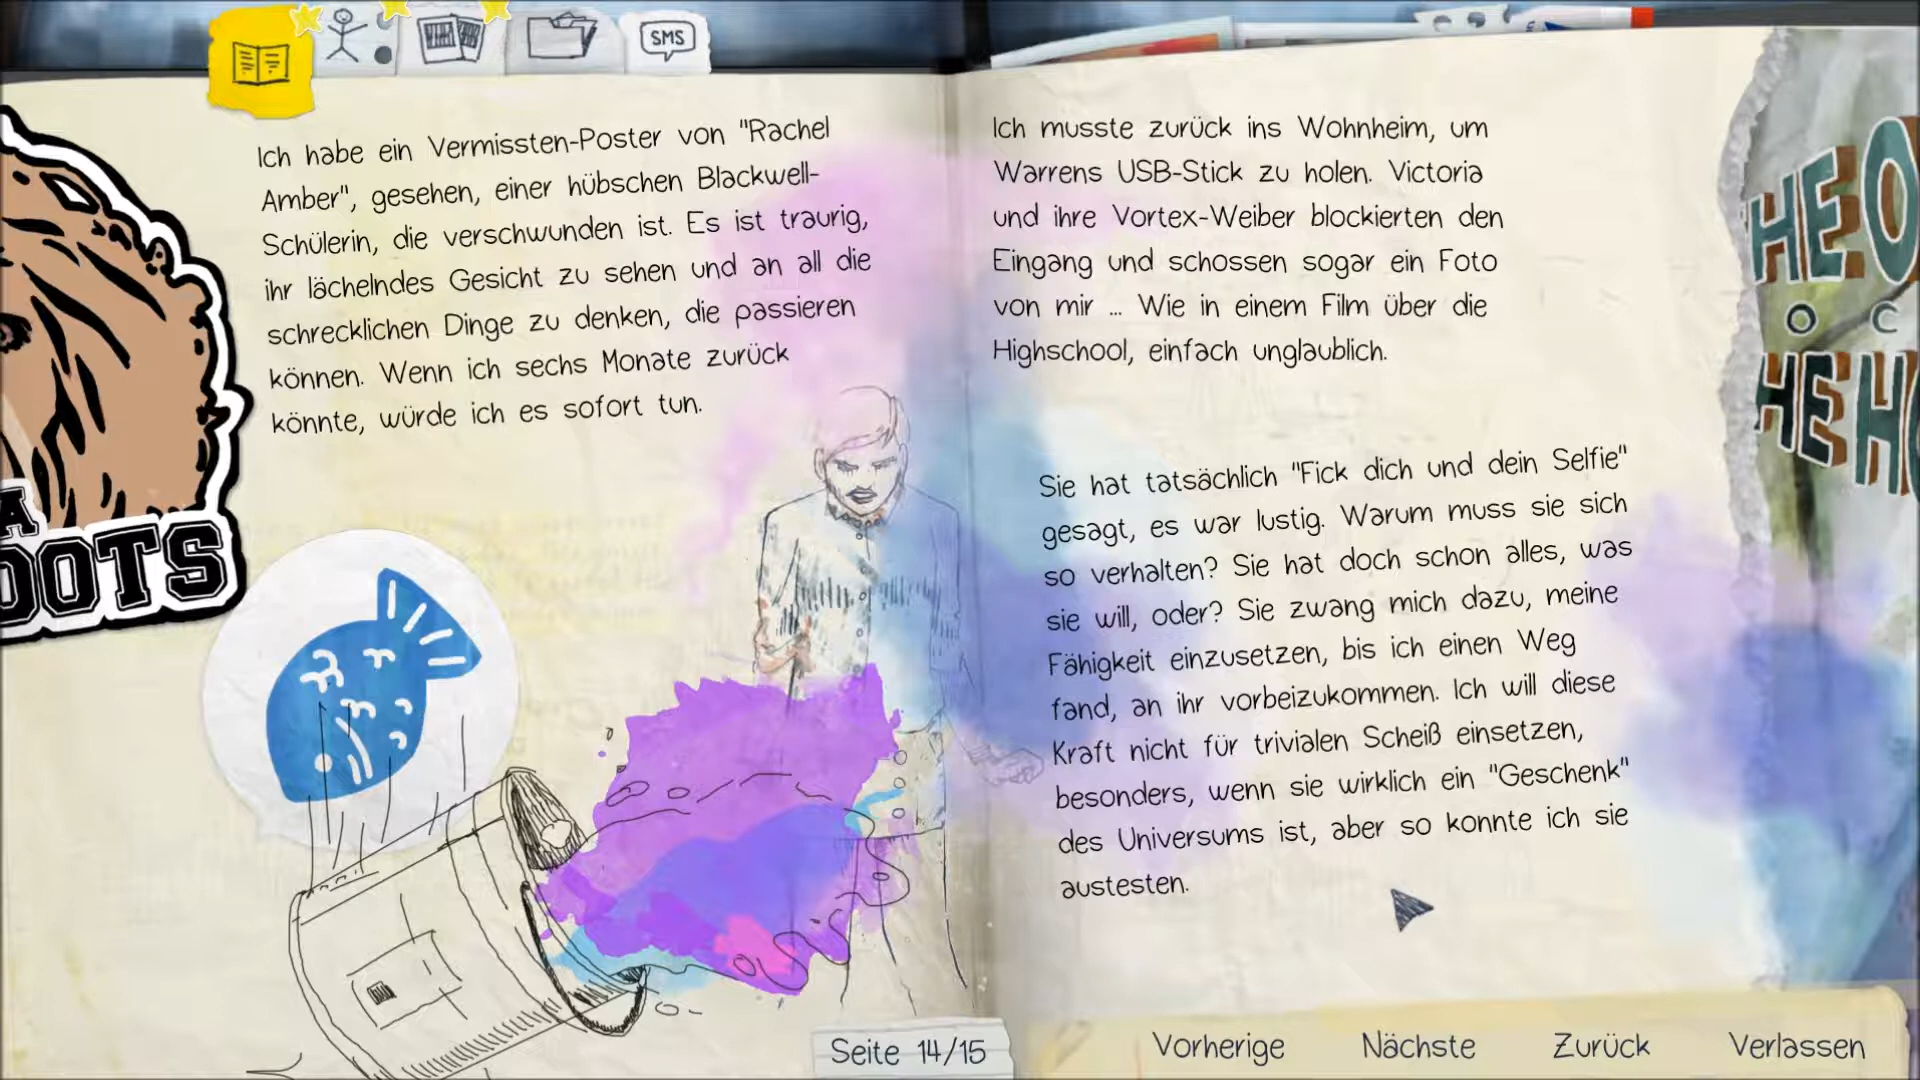 SMS
Ich habe ein Vermissten-Poster von "Rachel
Amber", gesehen, einer hübschen Blackwell-
Schülerin, die verschwunden ist. Es ist traurig,
ihr lächelndes Gesicht zu sehen und an all die
schrecklichen Dinge zu denken, die passieren
können. Wenn ich sechs Monate zurück
könnte, würde ich es sofort tun.
Ich musste zurück ins Wohnheim, um
Warrens USB-Stick zu holen. Victoria
und ihre Vortex-Weiber blockierten den
Eingang und schossen sogar ein Foto
von mir ... Wie in einem Film über die
Highschool, einfach unglaublich.
Sie hat tatsächlich "Fick dich und dein Selfie"
gesagt, es war lustig. Warum muss sie sich
so verhalten? Sie hat doch schon alles, was
sie will, oder? Sie zwang mich dazu, meine
Fähigkeit einzusetzen, bis ich einen Weg
fand, an ihr vorbeizukommen. Ich will diese
Kraft nicht für trivialen Scheiß einsetzen,
besonders, wenn sie wirklich ein "Geschenk"
des Universums ist, aber so konnte ich sie
austesten.
Seite 14/15
Vorherige Nächste Zurück Verlassen